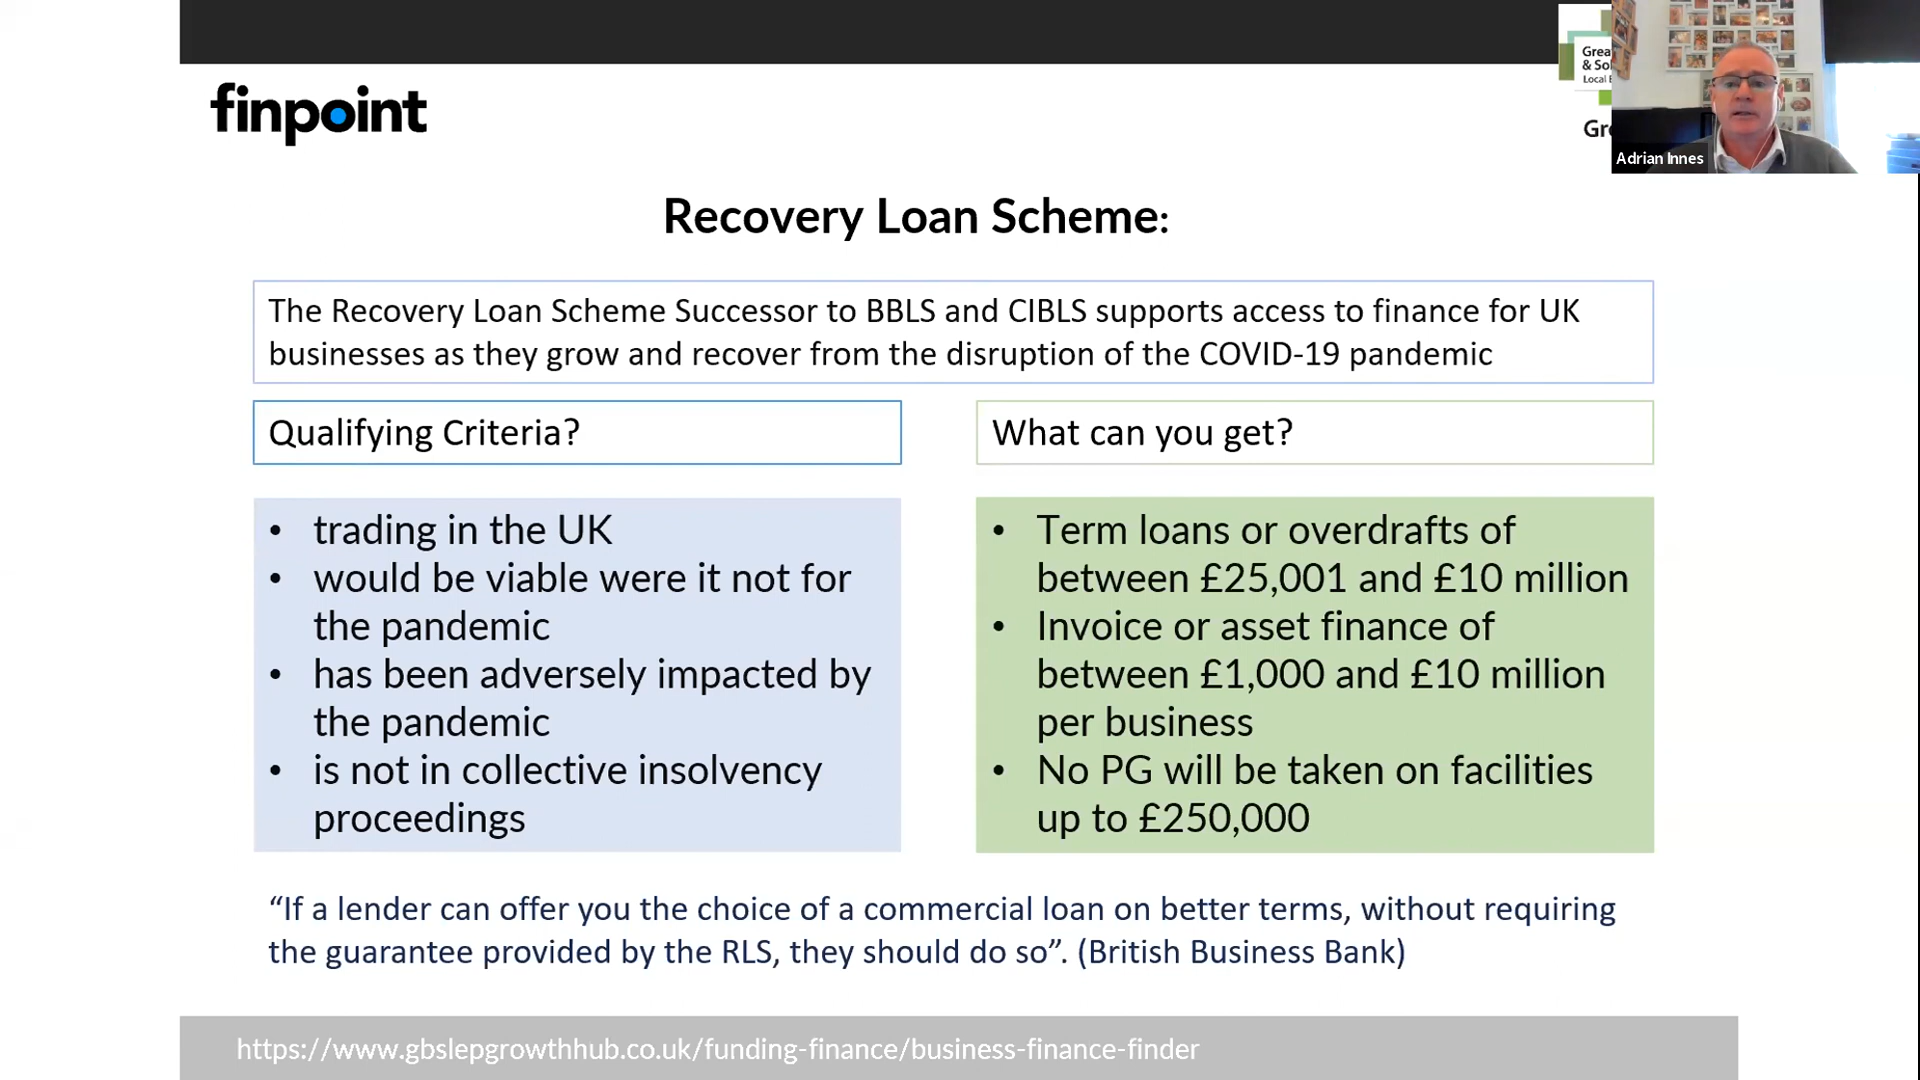 finpoint
Grea
& So
Local E
Gr
Adrian Innes
Recovery Loan Scheme:
The Recovery Loan Scheme Successor to BBLS and CIBLS supports access to finance for UK
businesses as they grow and recover from the disruption of the COVID-19 pandemic
Qualifying Criteria?
• trading in the UK
• would be viable were it not for
the pandemic
• has been adversely impacted by
the pandemic
• is not in collective insolvency
proceedings
What can you get?
• Term loans or overdrafts of
between £25,001 and £10 million
• Invoice or asset finance of
between £1,000 and £10 million
per business
• No PG will be taken on facilities
up to £250,000
“If a lender can offer you the choice of a commercial loan on better terms, without requiring
the guarantee provided by the RLS, they should do so”. (British Business Bank)
https://www.gbslepgrowthhub.co.uk/funding-finance/business-finance-finder